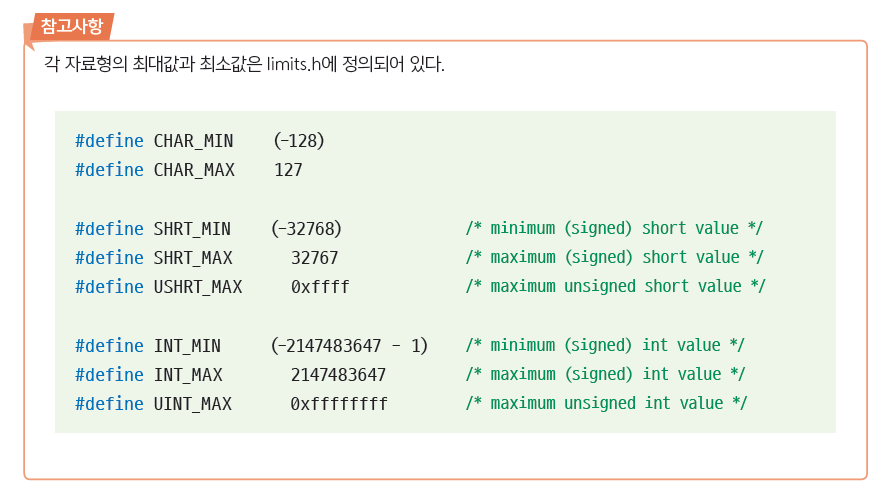 참고사항
각 자료형의 최대값과 최소값은 limits.h에 정의되어 있다.
#define CHAR_MIN (-128)
#define CHAR_MAX 127
#define SHRT_MIN (-32768) /* minimum (signed) short value */
#define SHRT_MAX 32767 /* maximum (signed) short value */
#define USHRT_MAX 0xffff /* maximum unsigned short value */
#define INT_MIN (-2147483647 - 1) /* minimum (signed) int value */
#define INT_MAX 2147483647 /* maximum (signed) int value */
#define UINT_MAX 0xffffffff /* maximum unsigned int value */